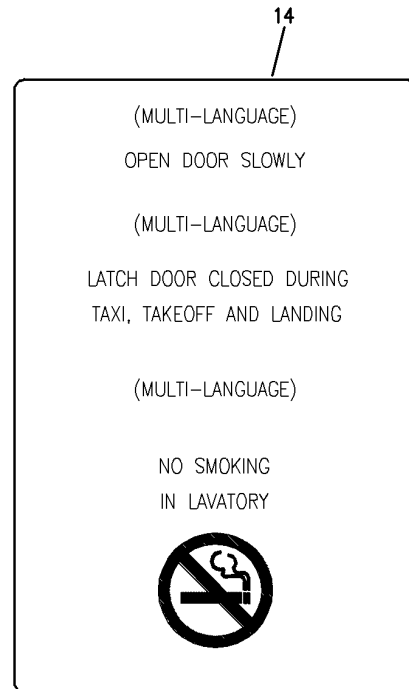 14
(MULTI-LANGUAGE)
OPEN DOOR SLOWLY
(MULTI-LANGUAGE)
LATCH DOOR CLOSED DURING
TAXI, TAKEOFF AND LANDING
(MULTI-LANGUAGE)
NO SMOKING
IN LAVATORY